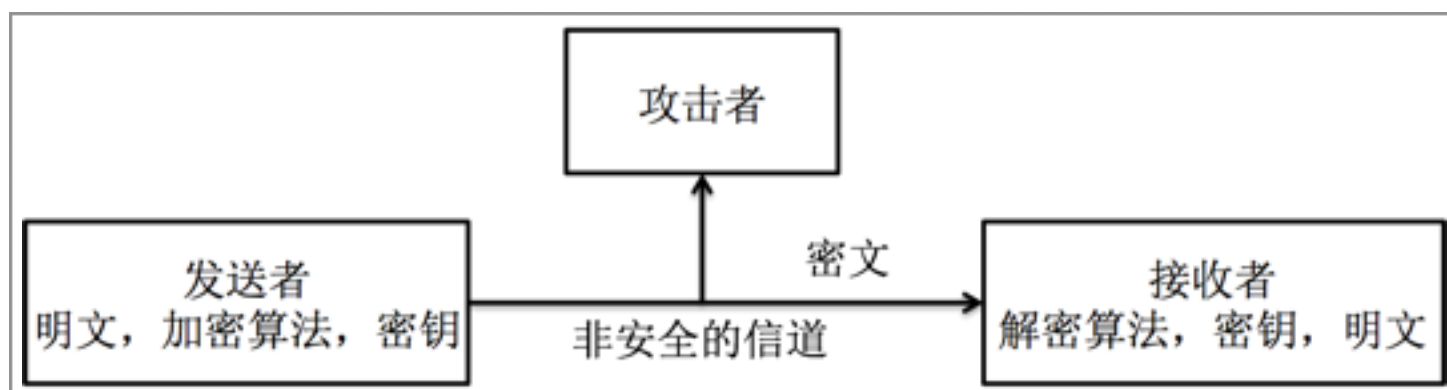 攻击者
发送者
明文，加密算法，密钥
密文
非安全的信道
接收者
解密算法，密钥，明文